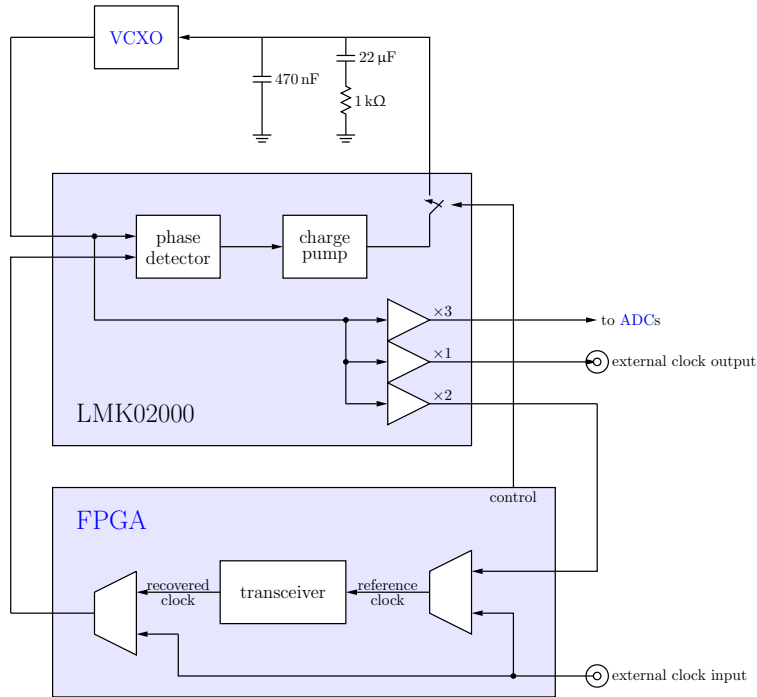 VCXO
22 μF
470 nF
1 kΩ
phase
detector
charge
pump
×3
to ADCs
×1
external clock output
×2
LMK02000
control
FPGA
recovered
clock
transceiver
reference
clock
external clock input